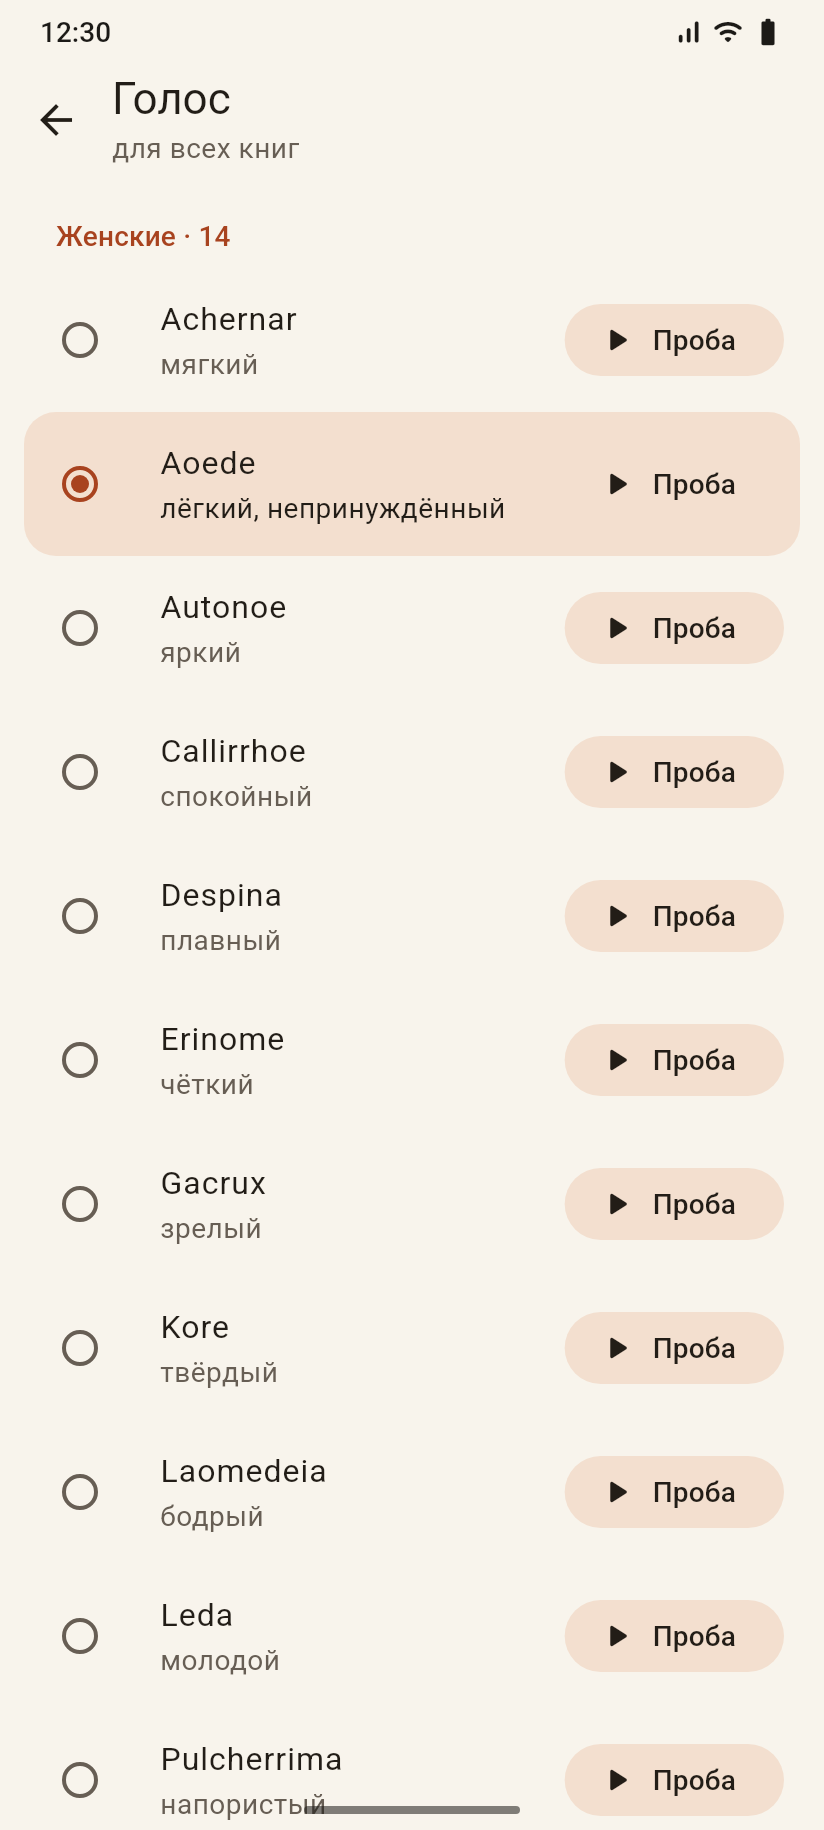 12:30
Голос
для всех книг
Женские · 14
Achernar
мягкий
Проба
Aoede
лёгкий, непринуждённый
Проба
Autonoe
яркий
Проба
Callirrhoe
спокойный
Проба
Despina
плавный
Проба
Erinome
чёткий
Проба
Gacrux
зрелый
Проба
Kore
твёрдый
Проба
Laomedeia
бодрый
Проба
Leda
молодой
Проба
Pulcherrima
напористый
Проба